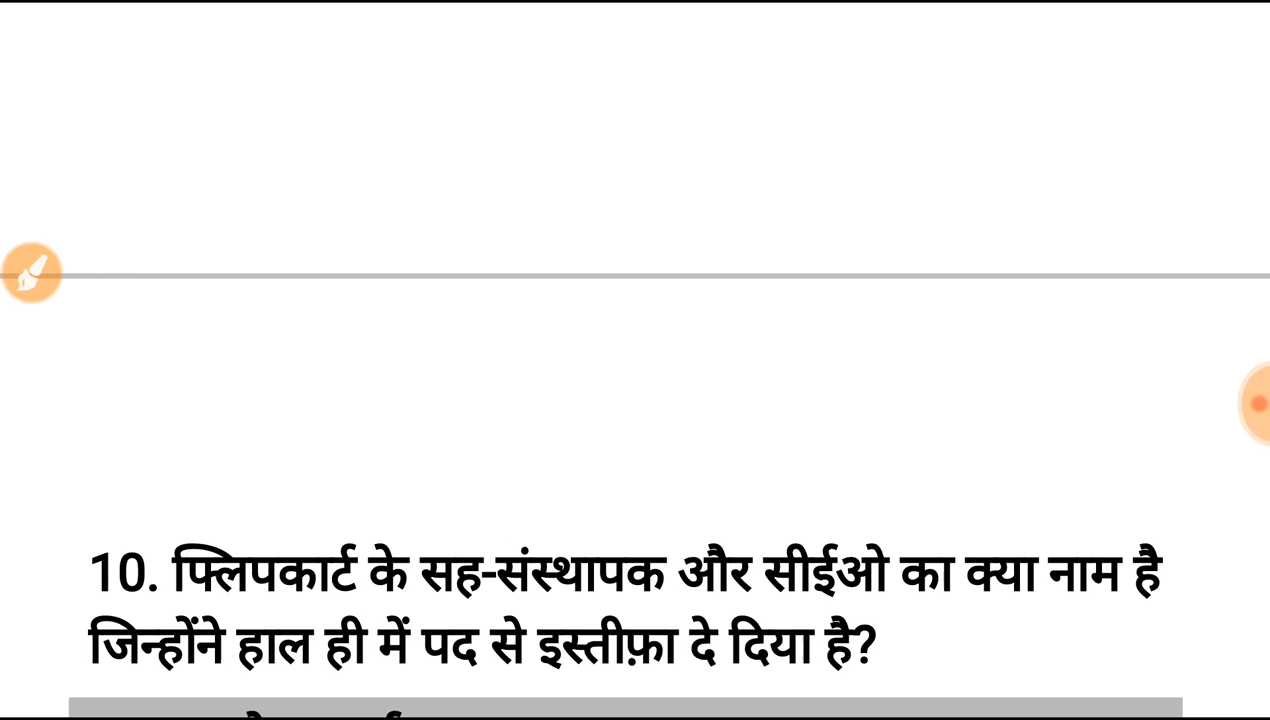 10. फ्लिपकार्ट के सह-संस्थापक और सीईओ का क्या नाम है
जिन्होंने हाल ही में पद से इस्तीफ़ा दे दिया है?